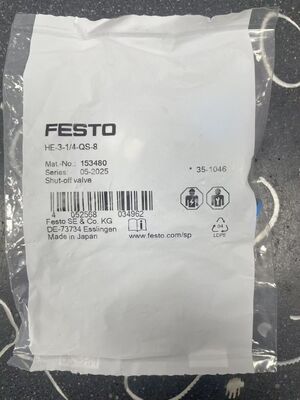 FESTO
HE-3-1/4-QS-8
Mat.-No.: 153480
Series: 05-2025
Shut-off valve
* 35-1046
4 052568 034962
Festo SE & Co. KG
DE-73734 Esslingen
Made in Japan
www.festo.com/sp
04
LDPE